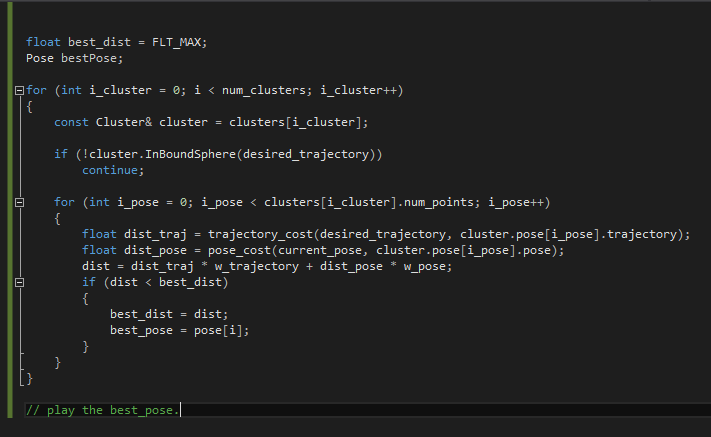 float best_dist = FLT_MAX;
Pose bestPose;
for (int i_cluster = 0; i < num_clusters; i_cluster++)
{
const Cluster& cluster = clusters[i_cluster];
if (!cluster.InBoundSphere(desired_trajectory))
continue;
for (int i_pose = 0; i_pose < clusters[i_cluster].num_points; i_pose++)
{
float dist_traj = trajectory_cost(desired_trajectory, cluster.pose[i_pose].trajectory);
float dist_pose = pose_cost(current_pose, cluster.pose[i_pose].pose);
dist = dist_traj * w_trajectory + dist_pose * w_pose;
if (dist < best_dist)
{
best_dist = dist;
best_pose = pose[i];
}
}
}
// play the best_pose.